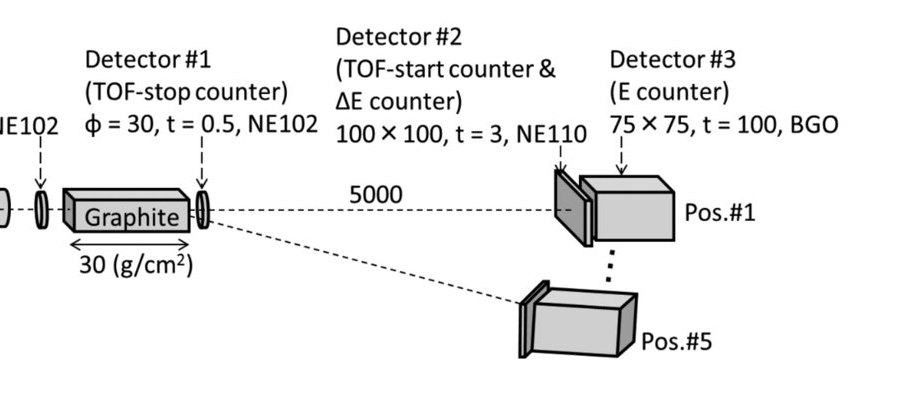 Detector #1
(TOF-stop counter)
ϕ = 30, t = 0.5, NE102
Detector #2
(TOF-start counter &
ΔE counter)
100 × 100, t = 3, NE110
Detector #3
(E counter)
75 × 75, t = 100, BGO
Graphite
30 (g/cm²)
5000
Pos.#1
Pos.#5